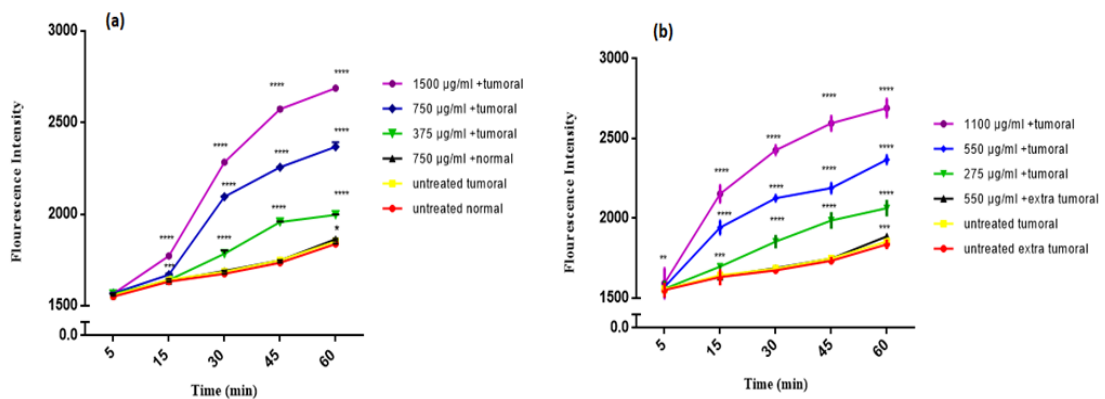 (a)
3000
2500
2000
1500
0.0
Flourescence Intensity
5
15
30
45
60
Time (min)
****
***
****
****
****
****
****
****
****
****
****
*
1500 µg/ml +tumoral
750 µg/ml +tumoral
375 µg/ml +tumoral
750 µg/ml +normal
untreated tumoral
untreated normal
(b)
3000
2500
2000
1500
0.0
Flourescence Intensity
5
15
30
45
60
Time (min)
**
****
****
***
****
****
****
****
****
****
****
****
****
***
1100 µg/ml +tumoral
550 µg/ml +tumoral
275 µg/ml +tumoral
550 µg/ml +extra tumoral
untreated tumoral
untreated extra tumoral